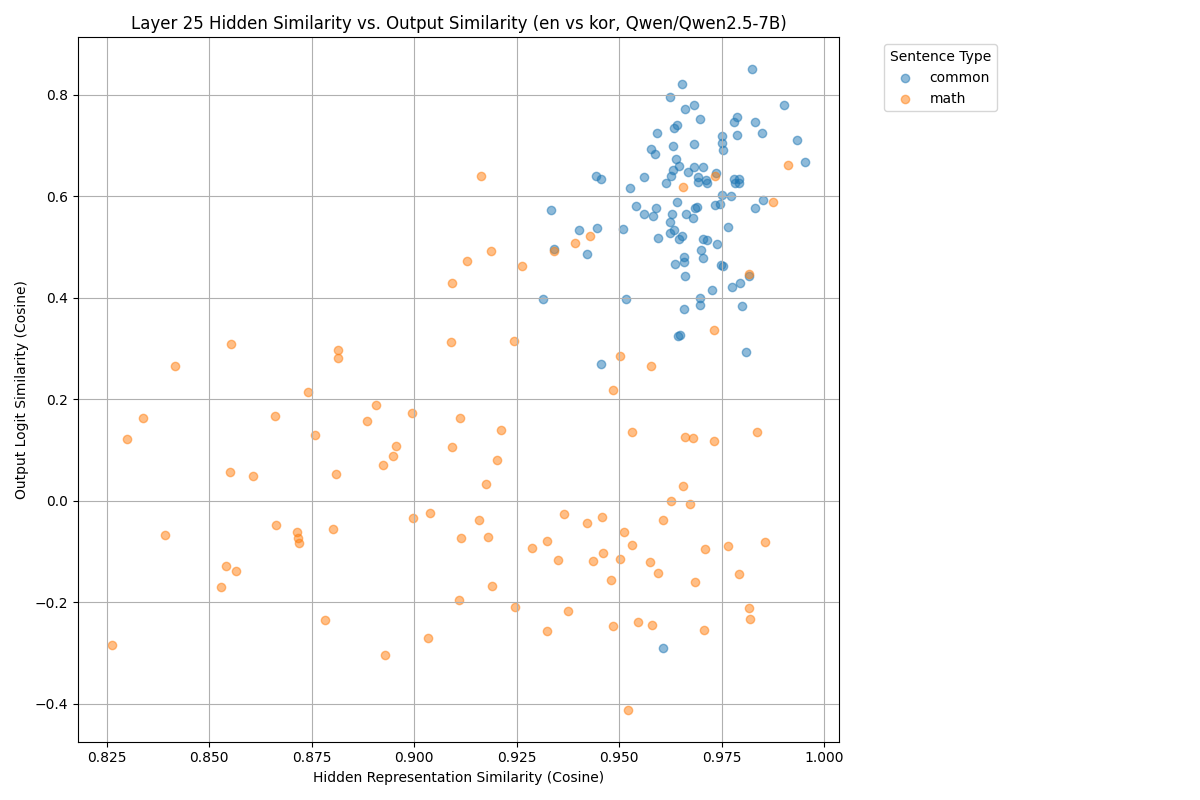 Layer 25 Hidden Similarity vs. Output Similarity (en vs kor, Qwen/Qwen2.5-7B)
Sentence Type
common
math
Output Logit Similarity (Cosine)
0.8
0.6
0.4
0.2
0.0
−0.2
−0.4
0.825
0.850
0.875
0.900
0.925
0.950
0.975
1.000
Hidden Representation Similarity (Cosine)